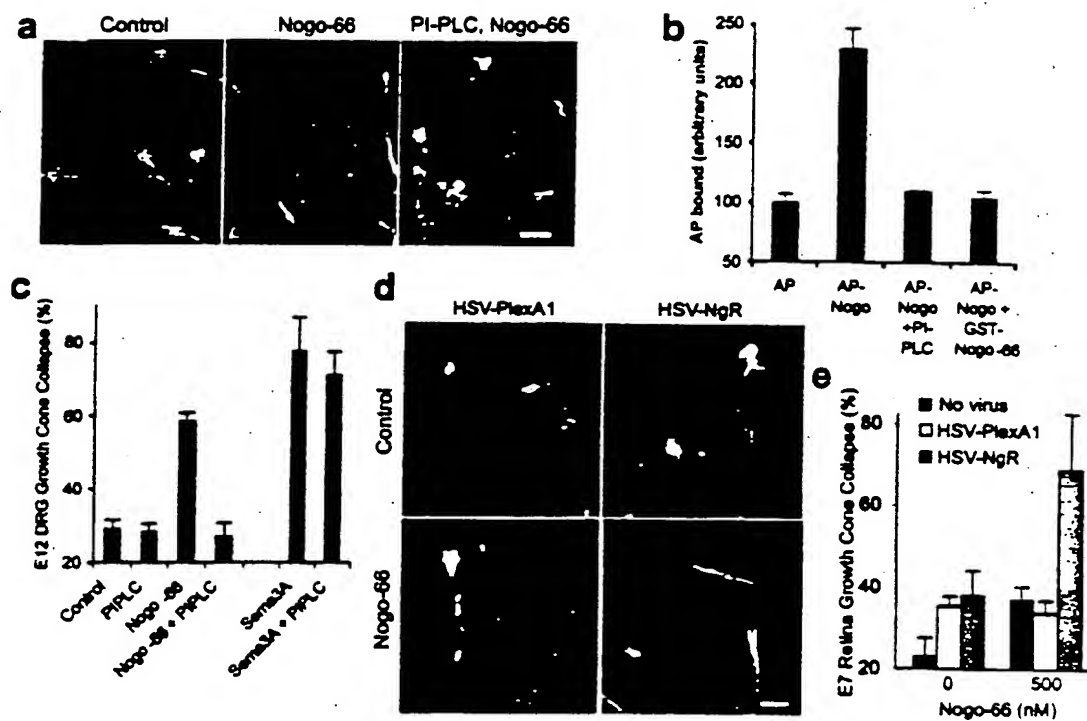 a
Control
Nogo-66
PI-PLC, Nogo-66
b
AP bound (arbitrary units)
250
200
150
100
50
AP
AP-
Nogo
AP-
Nogo
+PI-
PLC
AP-
Nogo +
GST-
Nogo-66
c
E12 DRG Growth Cone Collapse (%)
80
60
40
20
Control
PIPLC
Nogo-66
Nogo-66 + PIPLC
Sema3A
Sema3A + PIPLC
d
HSV-PlexA1
HSV-NgR
Control
Nogo-66
e
E7 Retina Growth Cone Collapse (%)
80
60
40
20
No virus
HSV-PlexA1
HSV-NgR
0
500
Nogo-66 (nM)